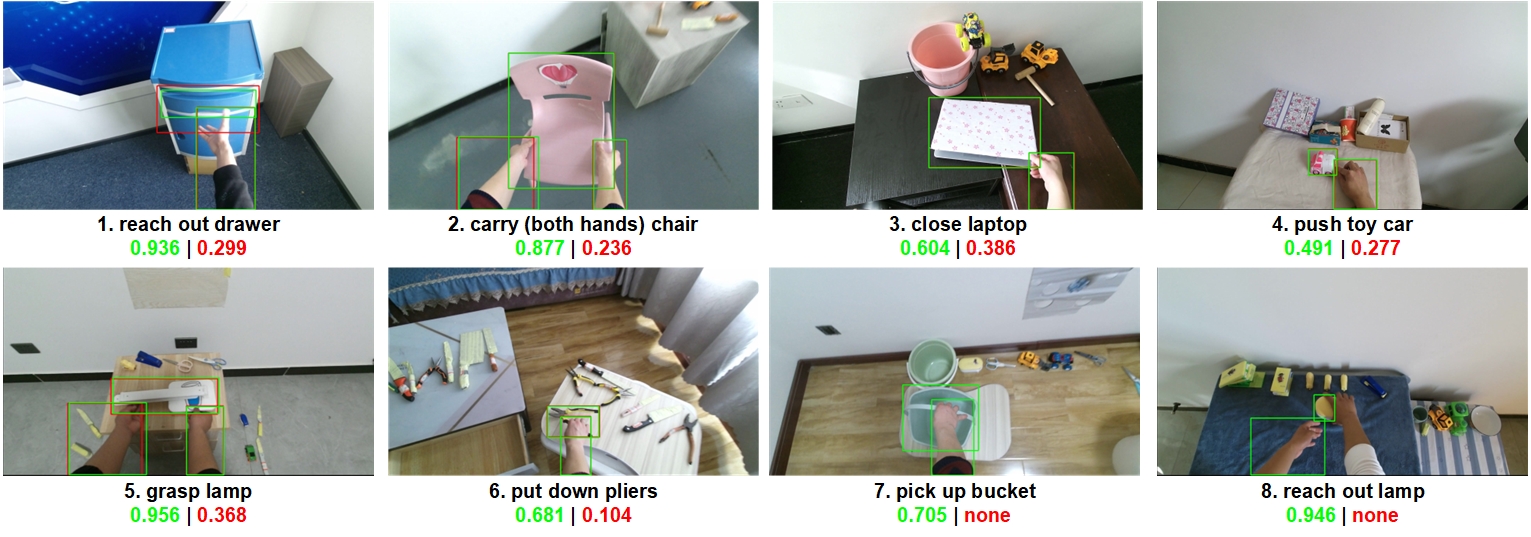 1. reach out drawer
0.936 | 0.299
2. carry (both hands) chair
0.877 | 0.236
3. close laptop
0.604 | 0.386
4. push toy car
0.491 | 0.277
5. grasp lamp
0.956 | 0.368
6. put down pliers
0.681 | 0.104
7. pick up bucket
0.705 | none
8. reach out lamp
0.946 | none